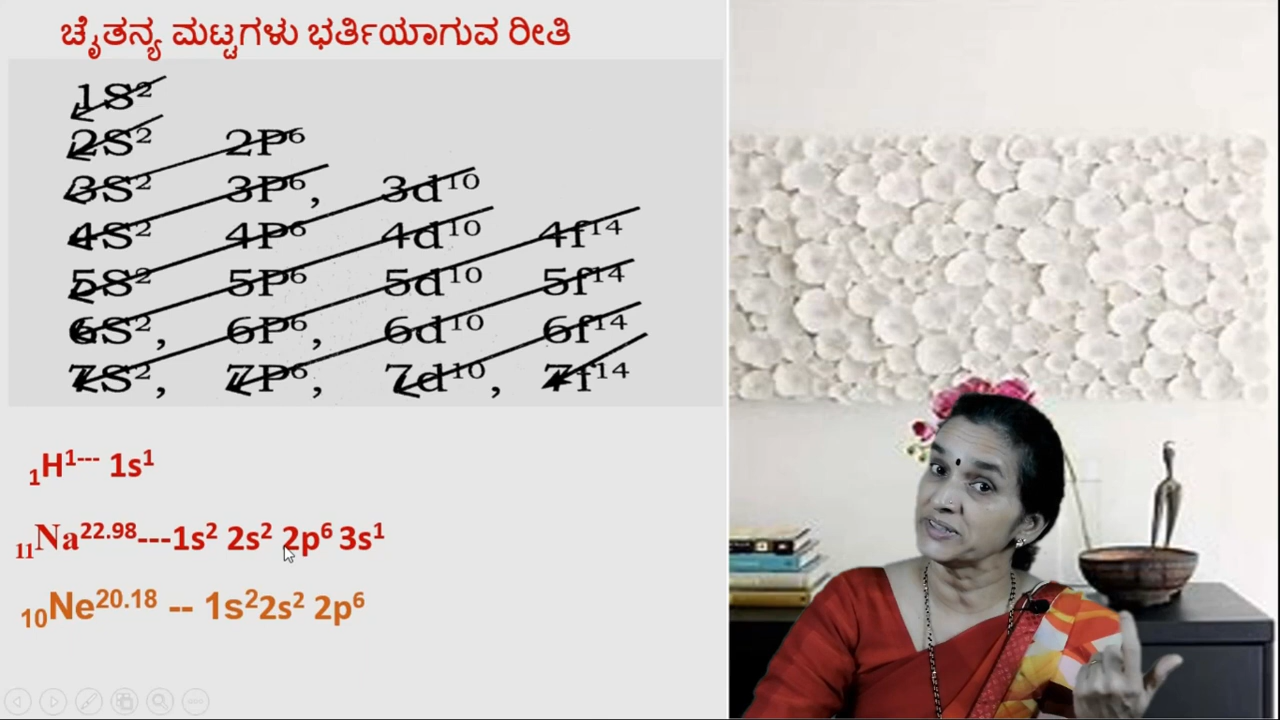 ಚೈತನ್ಯ ಮಟ್ಟಗಳು ಭರ್ತಿಯಾಗುವ ರೀತಿ
1S²
2S² 2P⁶
3S² 3P⁶, 3d¹⁰
4S² 4P⁶ 4d¹⁰ 4f¹⁴
5S² 5P⁶ 5d¹⁰ 5f¹⁴
6S², 6P⁶, 6d¹⁰ 6f¹⁴
7S², 7P⁶, 7d¹⁰, 7f¹⁴
₁H¹--- 1s¹
₁₁Na²²·⁹⁸---1s² 2s² 2p⁶ 3s¹
₁₀Ne²⁰·¹⁸ -- 1s²2s² 2p⁶